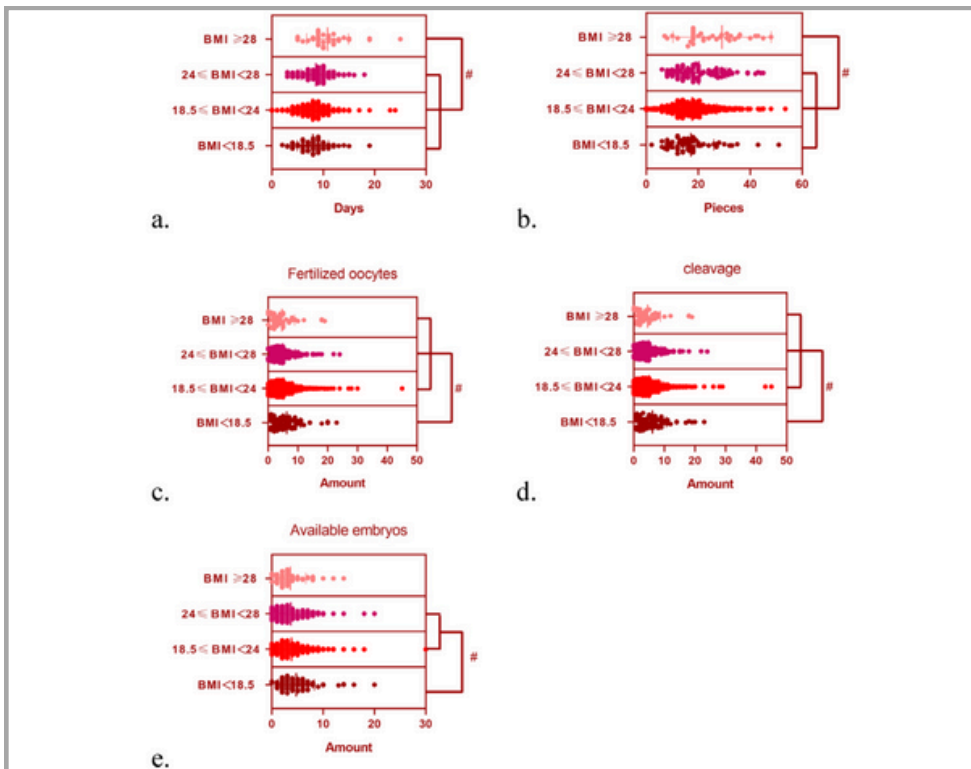 BMI ≥28
24≤BMI<28
18.5≤BMI<24
BMI<18.5
#
0 10 20 30
Days
a.
BMI ≥28
24≤BMI<28
18.5≤BMI<24
BMI<18.5
#
0 20 40 60
Pieces
b.
Fertilized oocytes
BMI ≥28
24≤BMI<28
18.5≤BMI<24
BMI<18.5
#
0 10 20 30 40 50
Amount
c.
cleavage
BMI ≥28
24≤BMI<28
18.5≤BMI<24
BMI<18.5
#
0 10 20 30 40 50
Amount
d.
Available embryos
BMI ≥28
24≤BMI<28
18.5≤BMI<24
BMI<18.5
#
0 10 20 30
Amount
e.